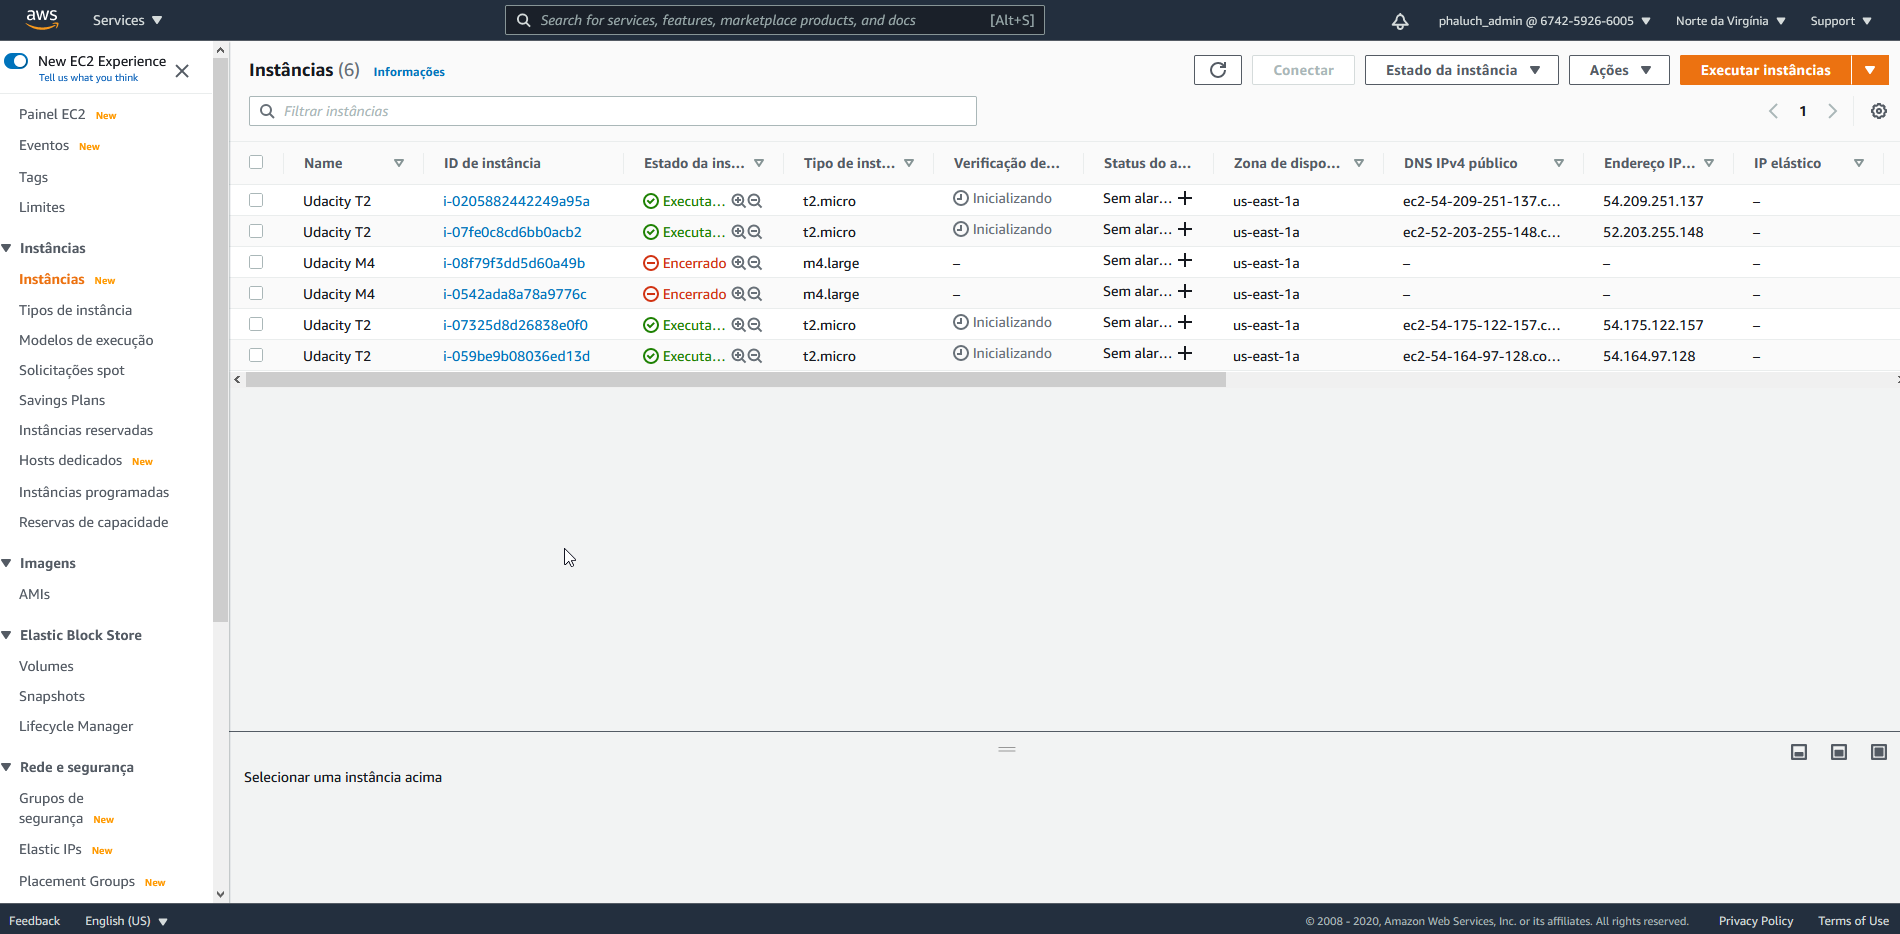 aws
Services
Search for services, features, marketplace products, and docs [Alt+S]
phaluch_admin @ 6742-5926-6005
Norte da Virgínia
Support
New EC2 Experience
Tell us what you think
Painel EC2 New
Eventos New
Tags
Limites
Instâncias
Instâncias New
Tipos de instância
Modelos de execução
Solicitações spot
Savings Plans
Instâncias reservadas
Hosts dedicados New
Instâncias programadas
Reservas de capacidade
Imagens
AMIs
Elastic Block Store
Volumes
Snapshots
Lifecycle Manager
Rede e segurança
Grupos de
segurança New
Elastic IPs New
Placement Groups New
Instâncias (6) Informações
Conectar
Estado da instância
Ações
Executar instâncias
Filtrar instâncias
1
Name ID de instância Estado da ins... Tipo de inst... Verificação de... Status do a... Zona de dispo... DNS IPv4 público Endereço IP... IP elástico
Udacity T2 i-0205882442249a95a Executa... t2.micro Inicializando Sem alar... us-east-1a ec2-54-209-251-137.c... 54.209.251.137 –
Udacity T2 i-07fe0c8cd6bb0acb2 Executa... t2.micro Inicializando Sem alar... us-east-1a ec2-52-203-255-148.c... 52.203.255.148 –
Udacity M4 i-08f79f3dd5d60a49b Encerrado m4.large – Sem alar... us-east-1a – – –
Udacity M4 i-0542ada8a78a9776c Encerrado m4.large – Sem alar... us-east-1a – – –
Udacity T2 i-07325d8d26838e0f0 Executa... t2.micro Inicializando Sem alar... us-east-1a ec2-54-175-122-157.c... 54.175.122.157 –
Udacity T2 i-059be9b08036ed13d Executa... t2.micro Inicializando Sem alar... us-east-1a ec2-54-164-97-128.co... 54.164.97.128 –
Selecionar uma instância acima
Feedback
English (US)
© 2008 - 2020, Amazon Web Services, Inc. or its affiliates. All rights reserved.
Privacy Policy
Terms of Use